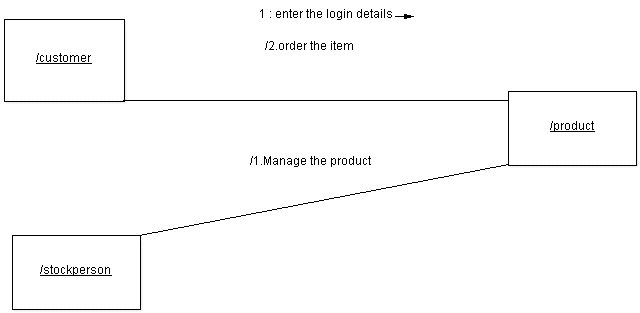 1 : enter the login details
/2.order the item
/customer
/product
/1.Manage the product
/stockperson